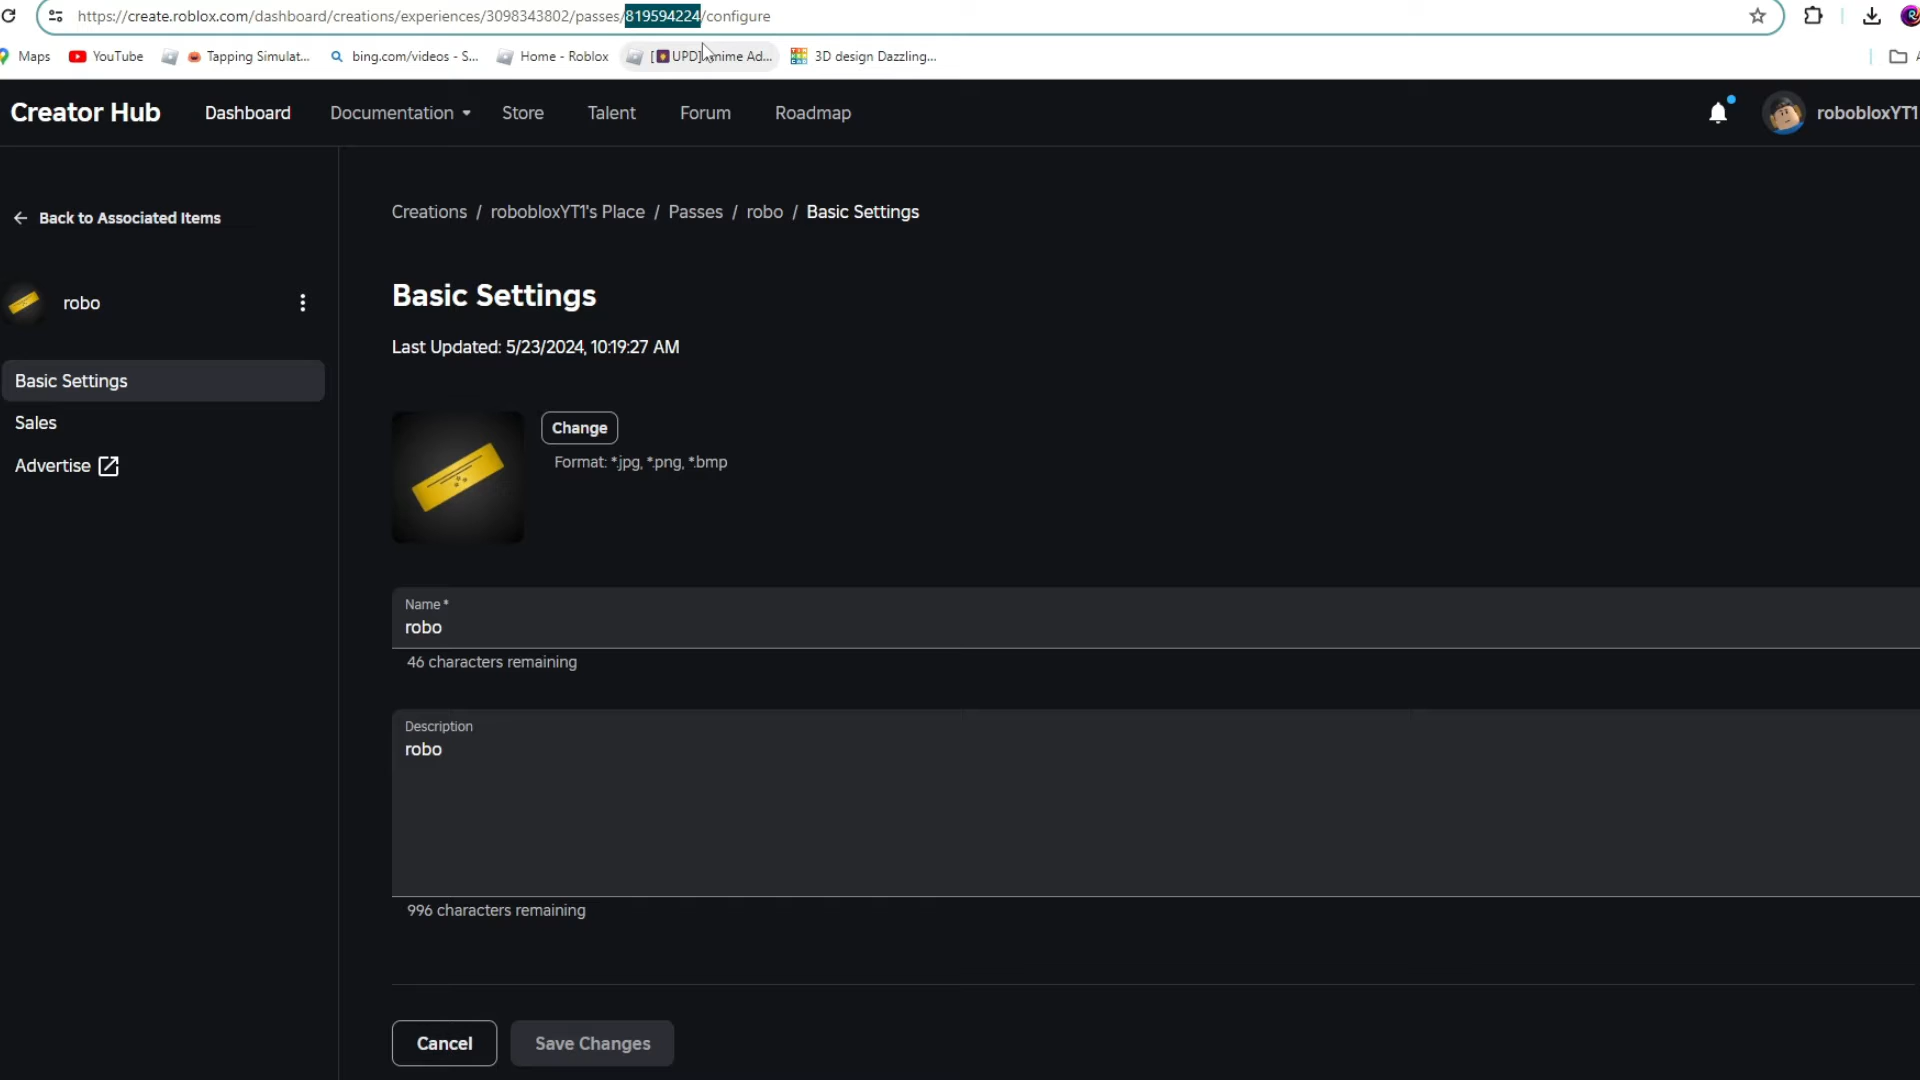 https://create.roblox.com/dashboard/creations/experiences/3098343802/passes/819594224/configure
Maps
YouTube
Tapping Simulat...
bing.com/videos - S...
Home - Roblox
[ UPD] nime Ad...
3D design Dazzling...
Creator Hub
Dashboard
Documentation
Store
Talent
Forum
Roadmap
robobloxYT1
Back to Associated Items
Creations / robobloxYT1's Place / Passes / robo / Basic Settings
robo
Basic Settings
Last Updated: 5/23/2024, 10:19:27 AM
Basic Settings
Sales
Advertise
Change
Format: *.jpg, *.png, *.bmp
Name*
robo
46 characters remaining
Description
robo
996 characters remaining
Cancel
Save Changes